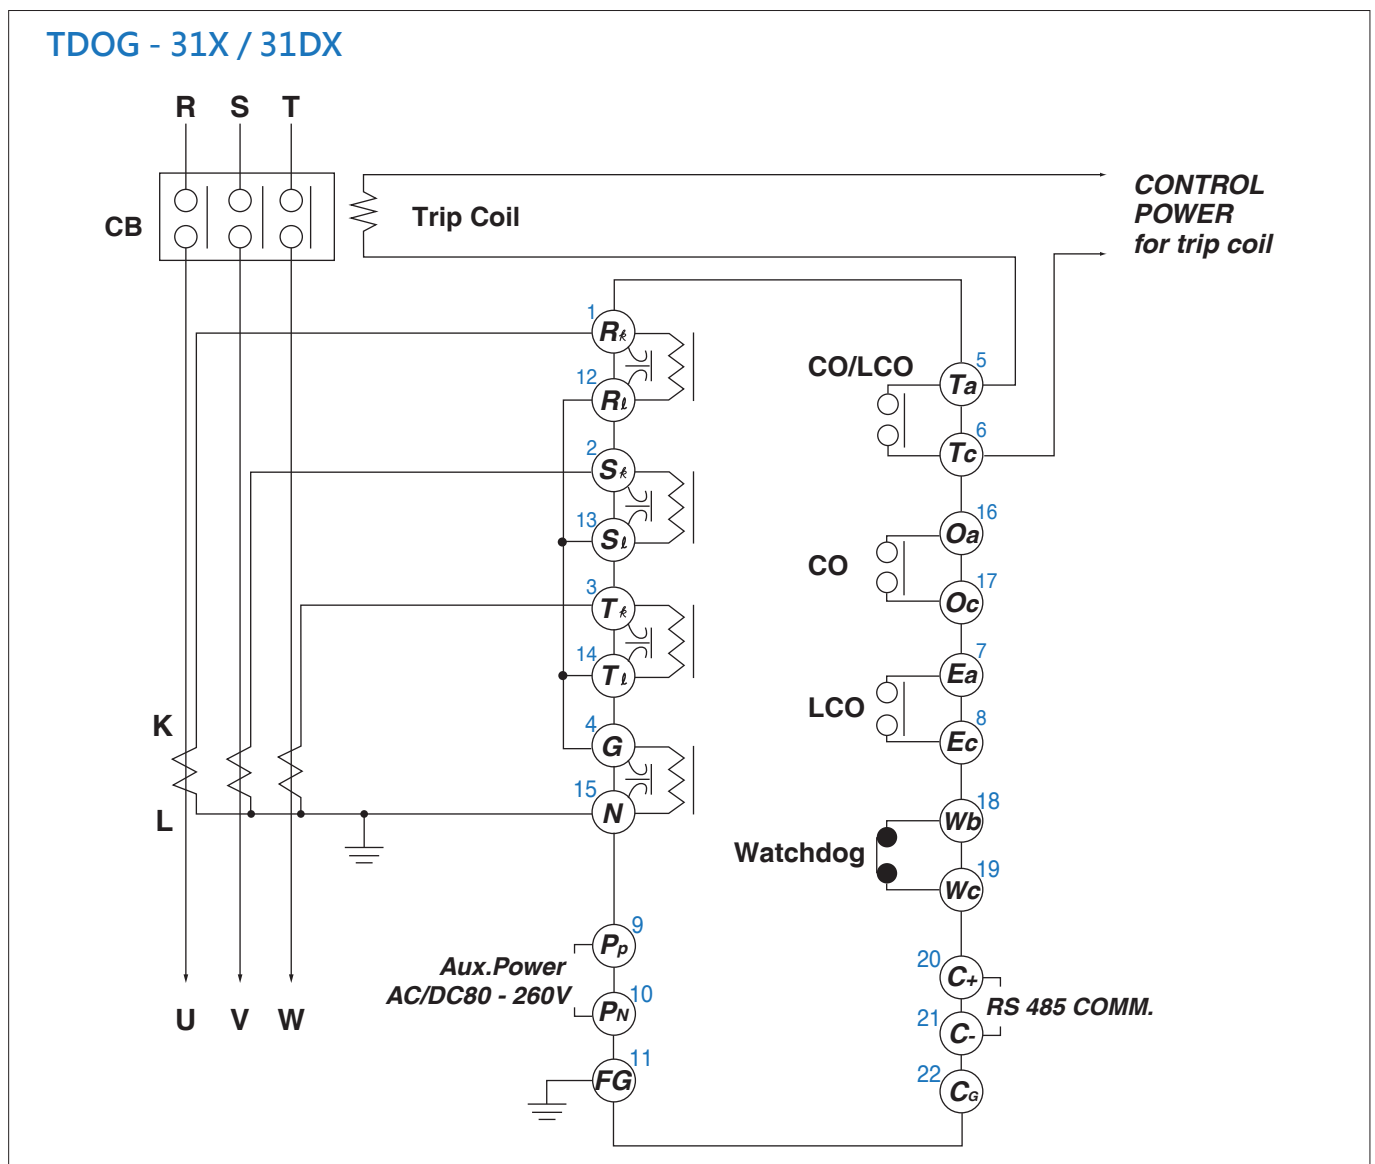 TDOG - 31X / 31DX
R S T
CB
Trip Coil
CONTROL
POWER
for trip coil
1
Rk
12
Rℓ
2
Sk
13
Sℓ
3
Tk
14
Tℓ
4
G
15
N
K
L
CO/LCO
5
Ta
6
Tc
CO
16
Oa
17
Oc
LCO
7
Ea
8
Ec
Watchdog
18
Wb
19
Wc
Aux.Power
AC/DC80 - 260V
9
Pp
10
PN
11
FG
20
C+
RS 485 COMM.
21
C-
22
CG
U V W